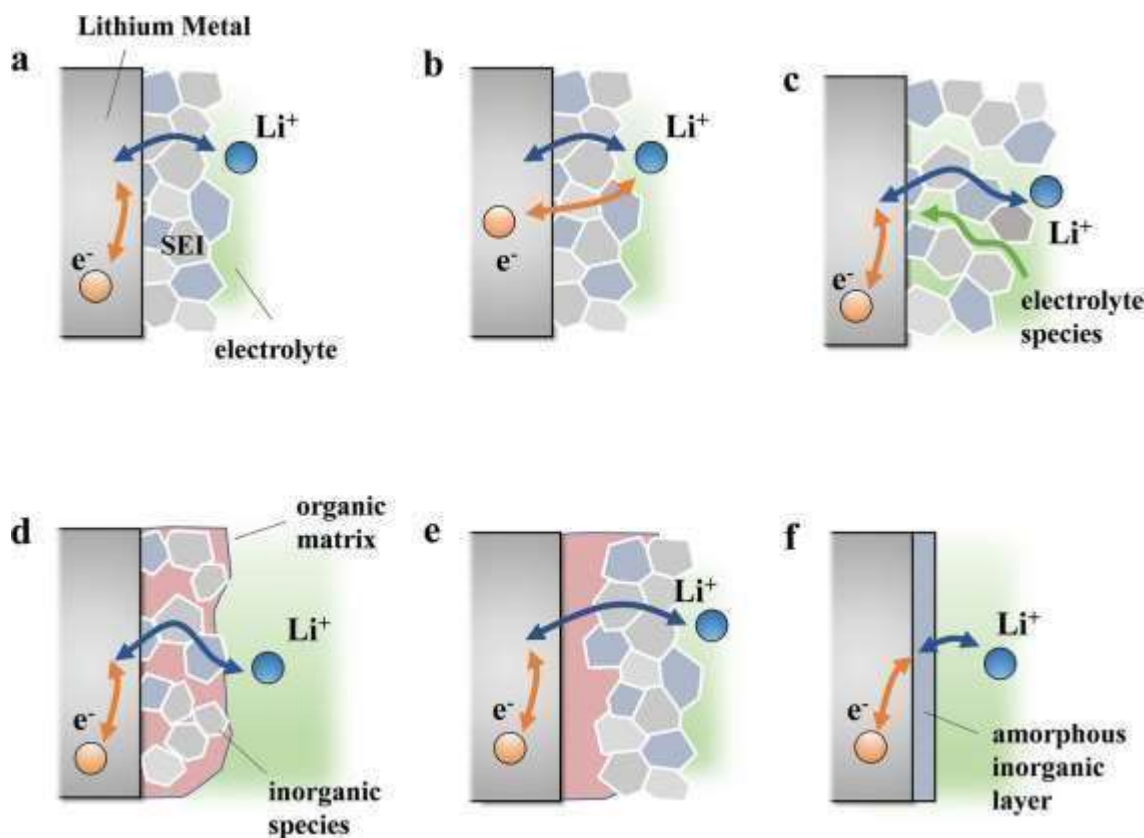 Lithium Metal
a
Li⁺
SEI
e⁻
electrolyte
b
Li⁺
e⁻
c
Li⁺
e⁻
electrolyte
species
d
organic
matrix
Li⁺
e⁻
inorganic
species
e
Li⁺
e⁻
f
Li⁺
e⁻
amorphous
inorganic
layer